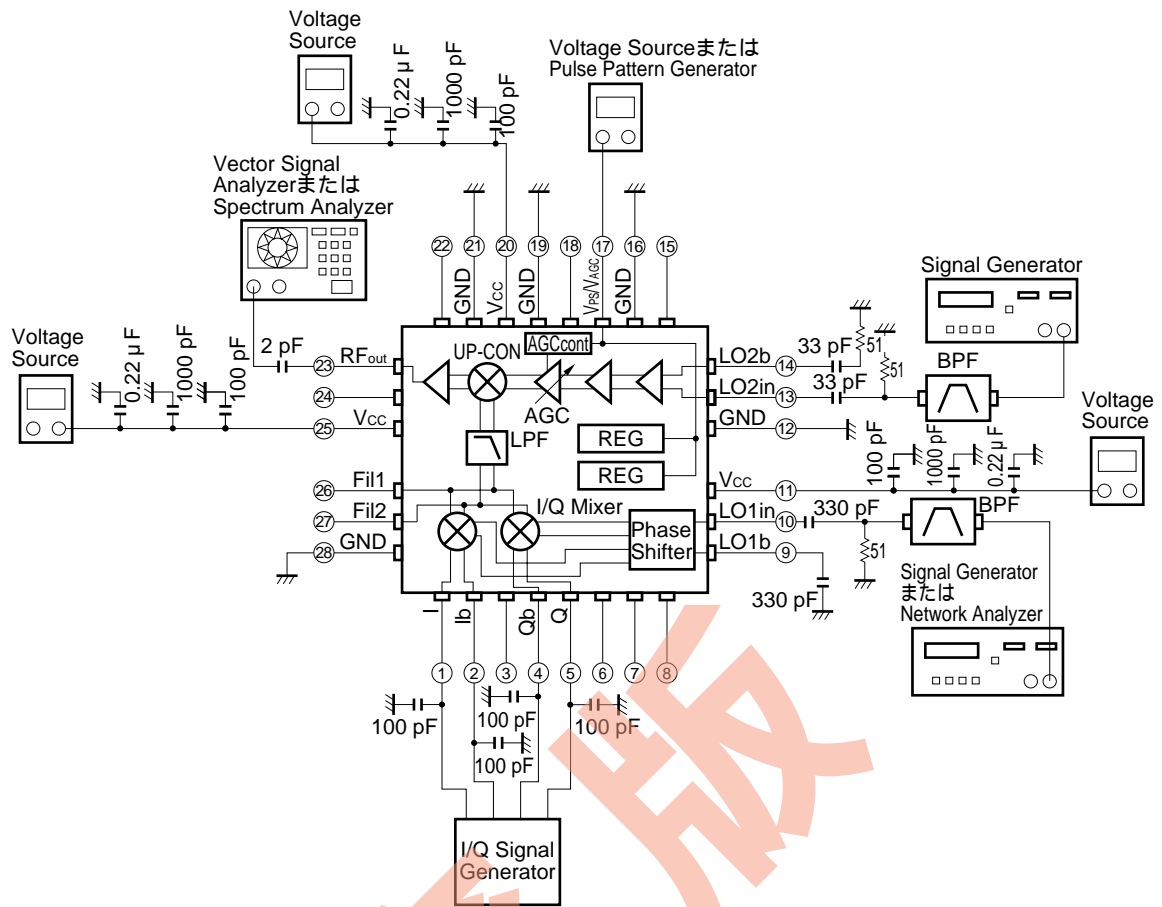 Voltage
Source
0.22 μF
1000 pF
100 pF
Voltage Sourceまたは
Pulse Pattern Generator
Vector Signal
Analyzerまたは
Spectrum Analyzer
22
21
20
19
18
17
16
15
GND
VCC
GND
VPS/VAGC
GND
Signal Generator
Voltage
Source
0.22 μF
1000 pF
100 pF
2 pF
23
RFout
24
25
VCC
26
Fil1
27
Fil2
28
GND
UP-CON
AGCcont
AGC
LPF
REG
REG
I/Q Mixer
Phase
Shifter
LO2b
14
33 pF
51
LO2in
13
33 pF
51
BPF
GND
12
Voltage
Source
VCC
11
100 pF
1000 pF
0.22 μF
LO1in
10
330 pF
51
BPF
LO1b
9
330 pF
Signal Generator
または
Network Analyzer
I
Ib
Qb
Q
1
2
3
4
5
6
7
8
100 pF
100 pF
100 pF
100 pF
I/Q Signal
Generator
版